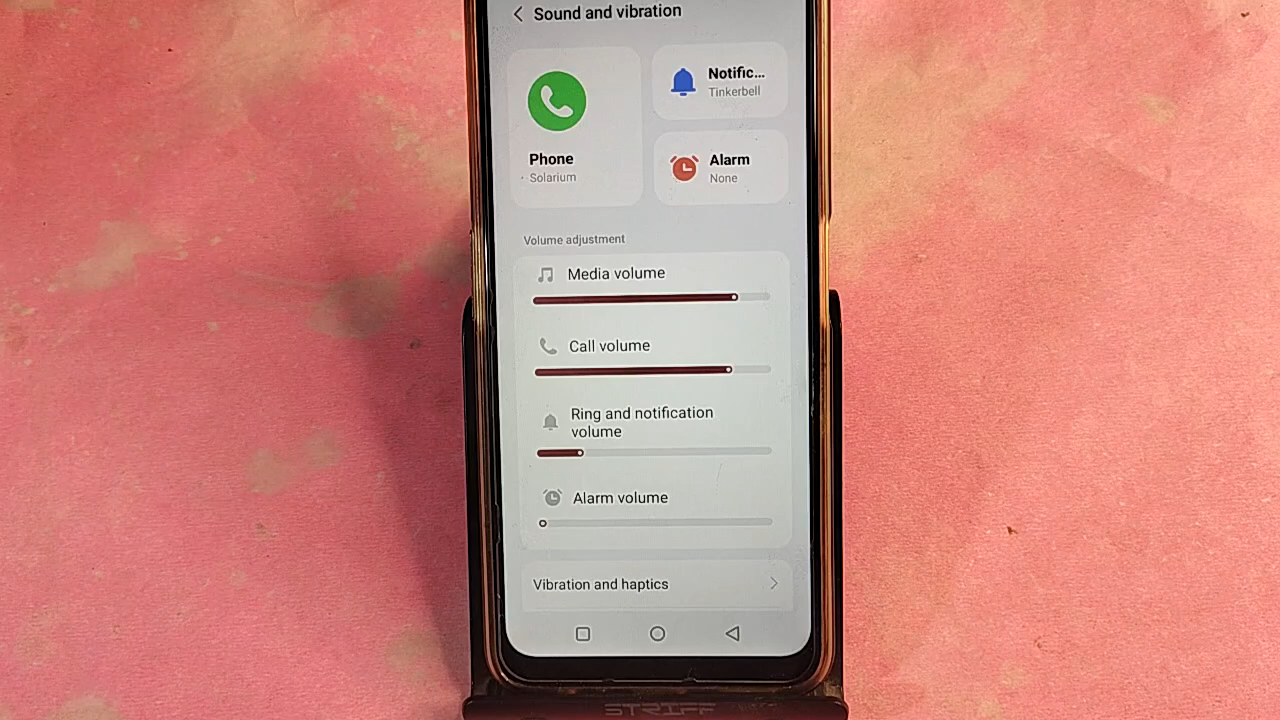 Sound and vibration
Phone
Solarium
Notific...
Tinkerbell
Alarm
None
Volume adjustment
Media volume
Call volume
Ring and notification
volume
Alarm volume
Vibration and haptics
STRIFF